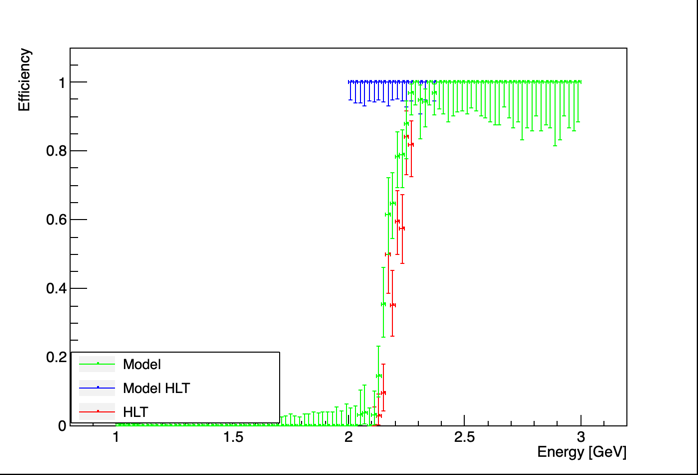 Efficiency
1
0.8
0.6
0.4
0.2
0
Model
Model HLT
HLT
1 1.5 2 2.5 3
Energy [GeV]